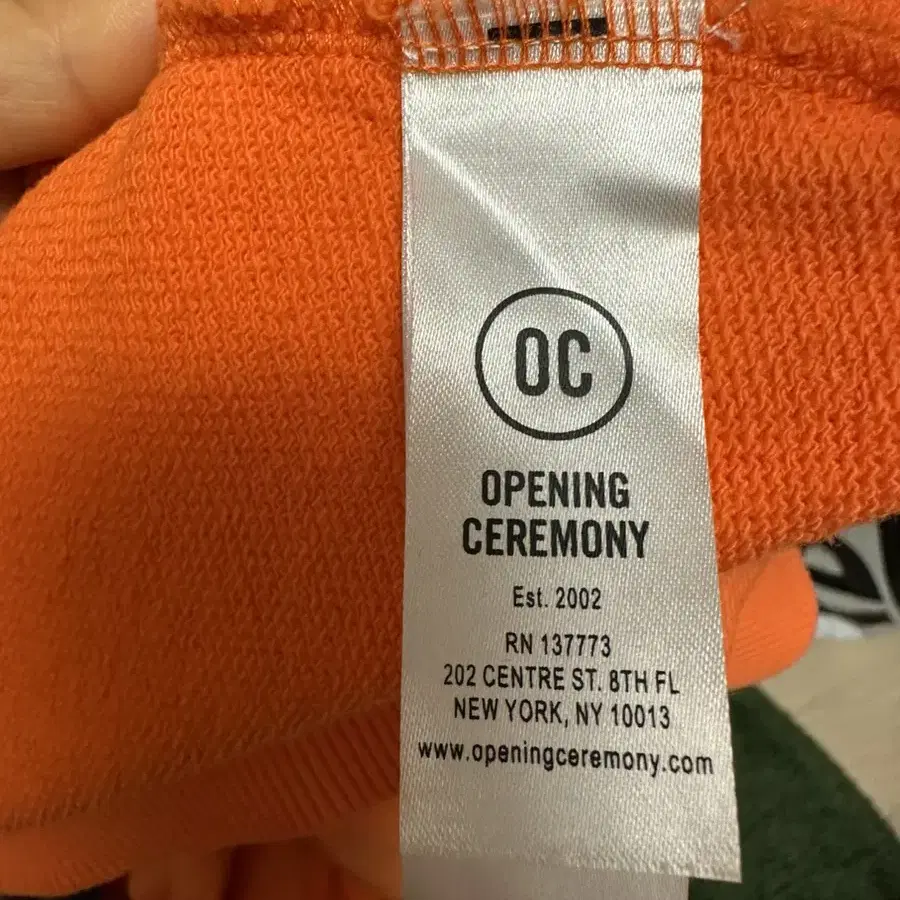 OC
OPENING
CEREMONY
Est. 2002
RN 137773
202 CENTRE ST. 8TH FL
NEW YORK, NY 10013
www.openingceremony.com